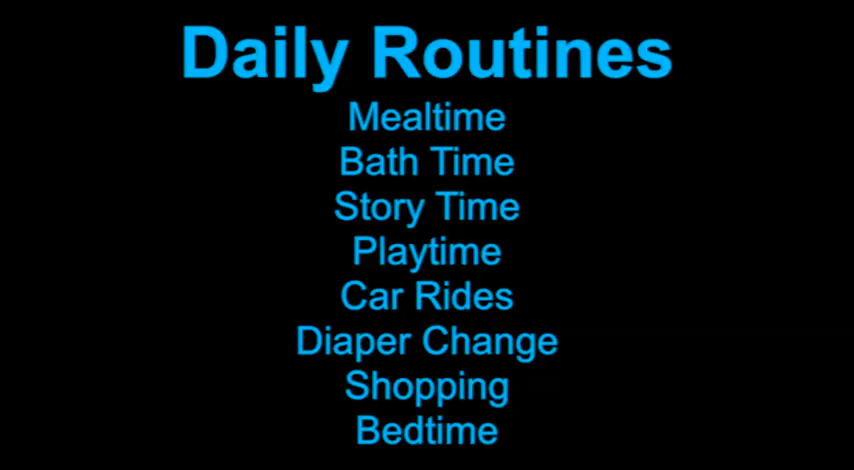 Daily Routines
Mealtime
Bath Time
Story Time
Playtime
Car Rides
Diaper Change
Shopping
Bedtime